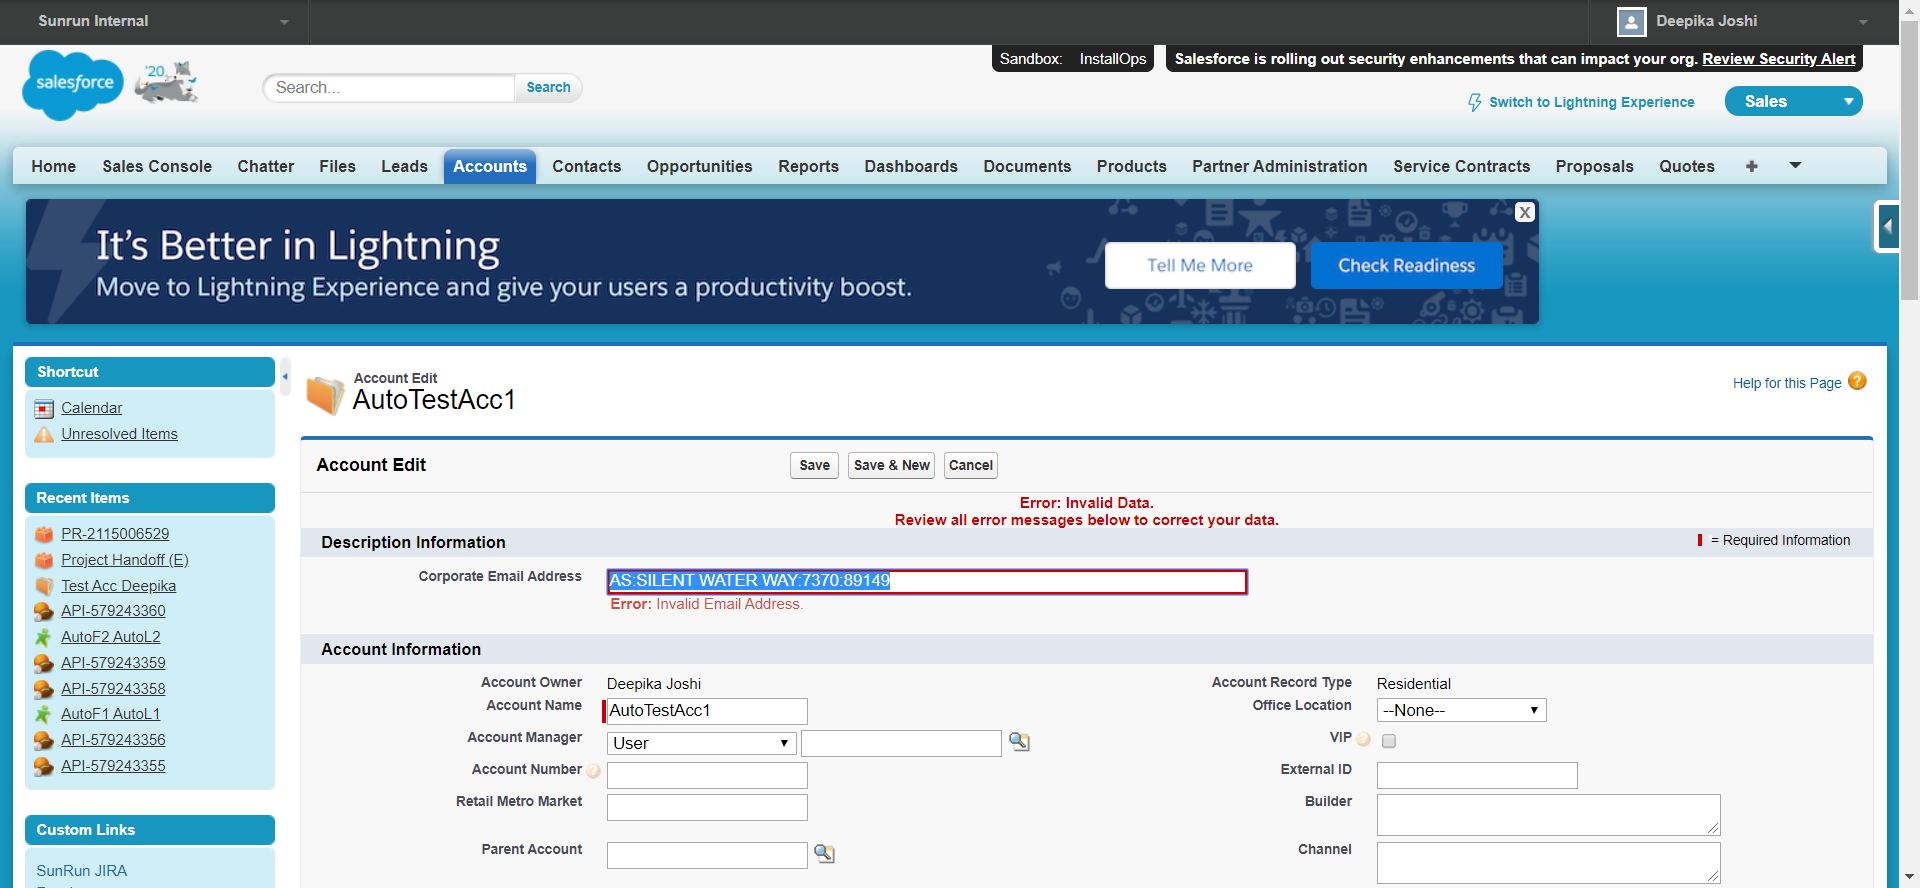 Sunrun Internal
Deepika Joshi
salesforce
'20
Search...
Search
Sandbox: InstallOps
Salesforce is rolling out security enhancements that can impact your org. Review Security Alert
Switch to Lightning Experience
Sales
Home Sales Console Chatter Files Leads Accounts Contacts Opportunities Reports Dashboards Documents Products Partner Administration Service Contracts Proposals Quotes +
It's Better in Lightning
Move to Lightning Experience and give your users a productivity boost.
Tell Me More
Check Readiness
X
Shortcut
Calendar
Unresolved Items
Recent Items
PR-2115006529
Project Handoff (E)
Test Acc Deepika
API-579243360
AutoF2 AutoL2
API-579243359
API-579243358
AutoF1 AutoL1
API-579243356
API-579243355
Custom Links
SunRun JIRA
Account Edit
AutoTestAcc1
Help for this Page ?
Account Edit
Save
Save & New
Cancel
Error: Invalid Data.
Review all error messages below to correct your data.
Description Information
= Required Information
Corporate Email Address
AS:SILENT WATER WAY:7370:89149
Error: Invalid Email Address.
Account Information
Account Owner Deepika Joshi
Account Record Type Residential
Account Name AutoTestAcc1
Office Location --None--
Account Manager User
VIP ?
Account Number ?
External ID
Retail Metro Market
Builder
Parent Account
Channel